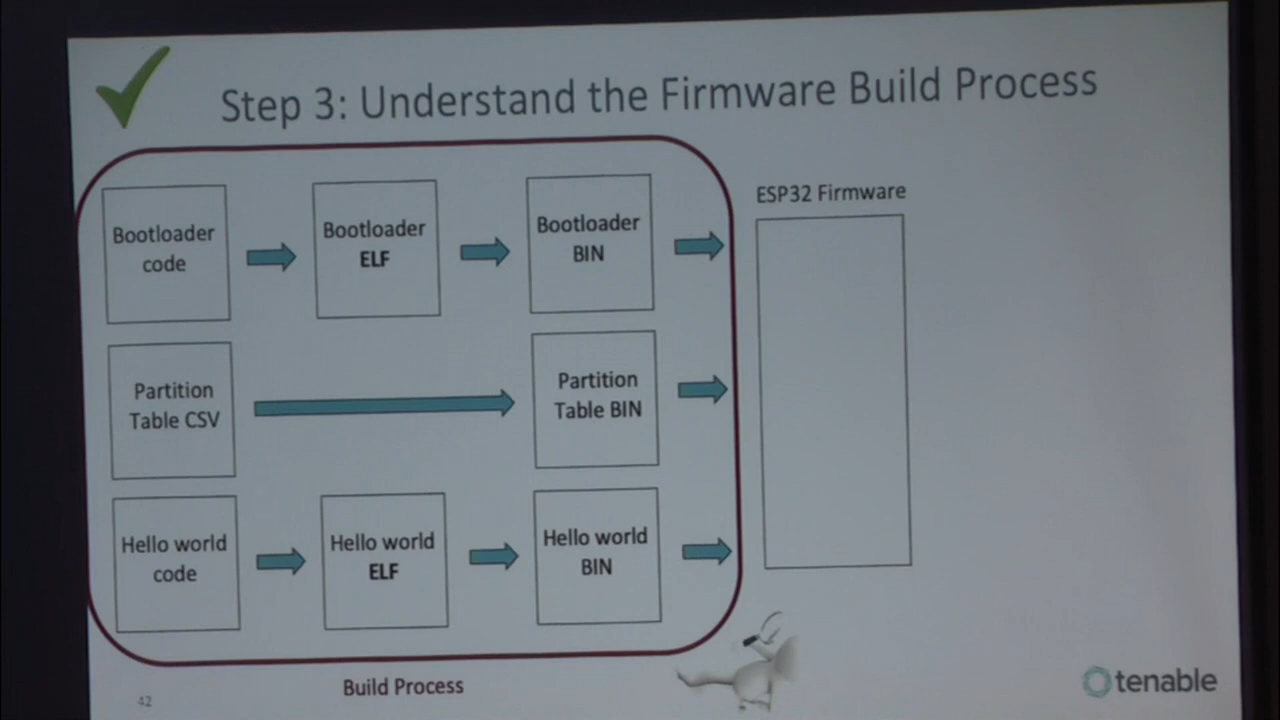 Step 3: Understand the Firmware Build Process
ESP32 Firmware
Bootloader
code
Bootloader
ELF
Bootloader
BIN
Partition
Table CSV
Partition
Table BIN
Hello world
code
Hello world
ELF
Hello world
BIN
Build Process
42
tenable